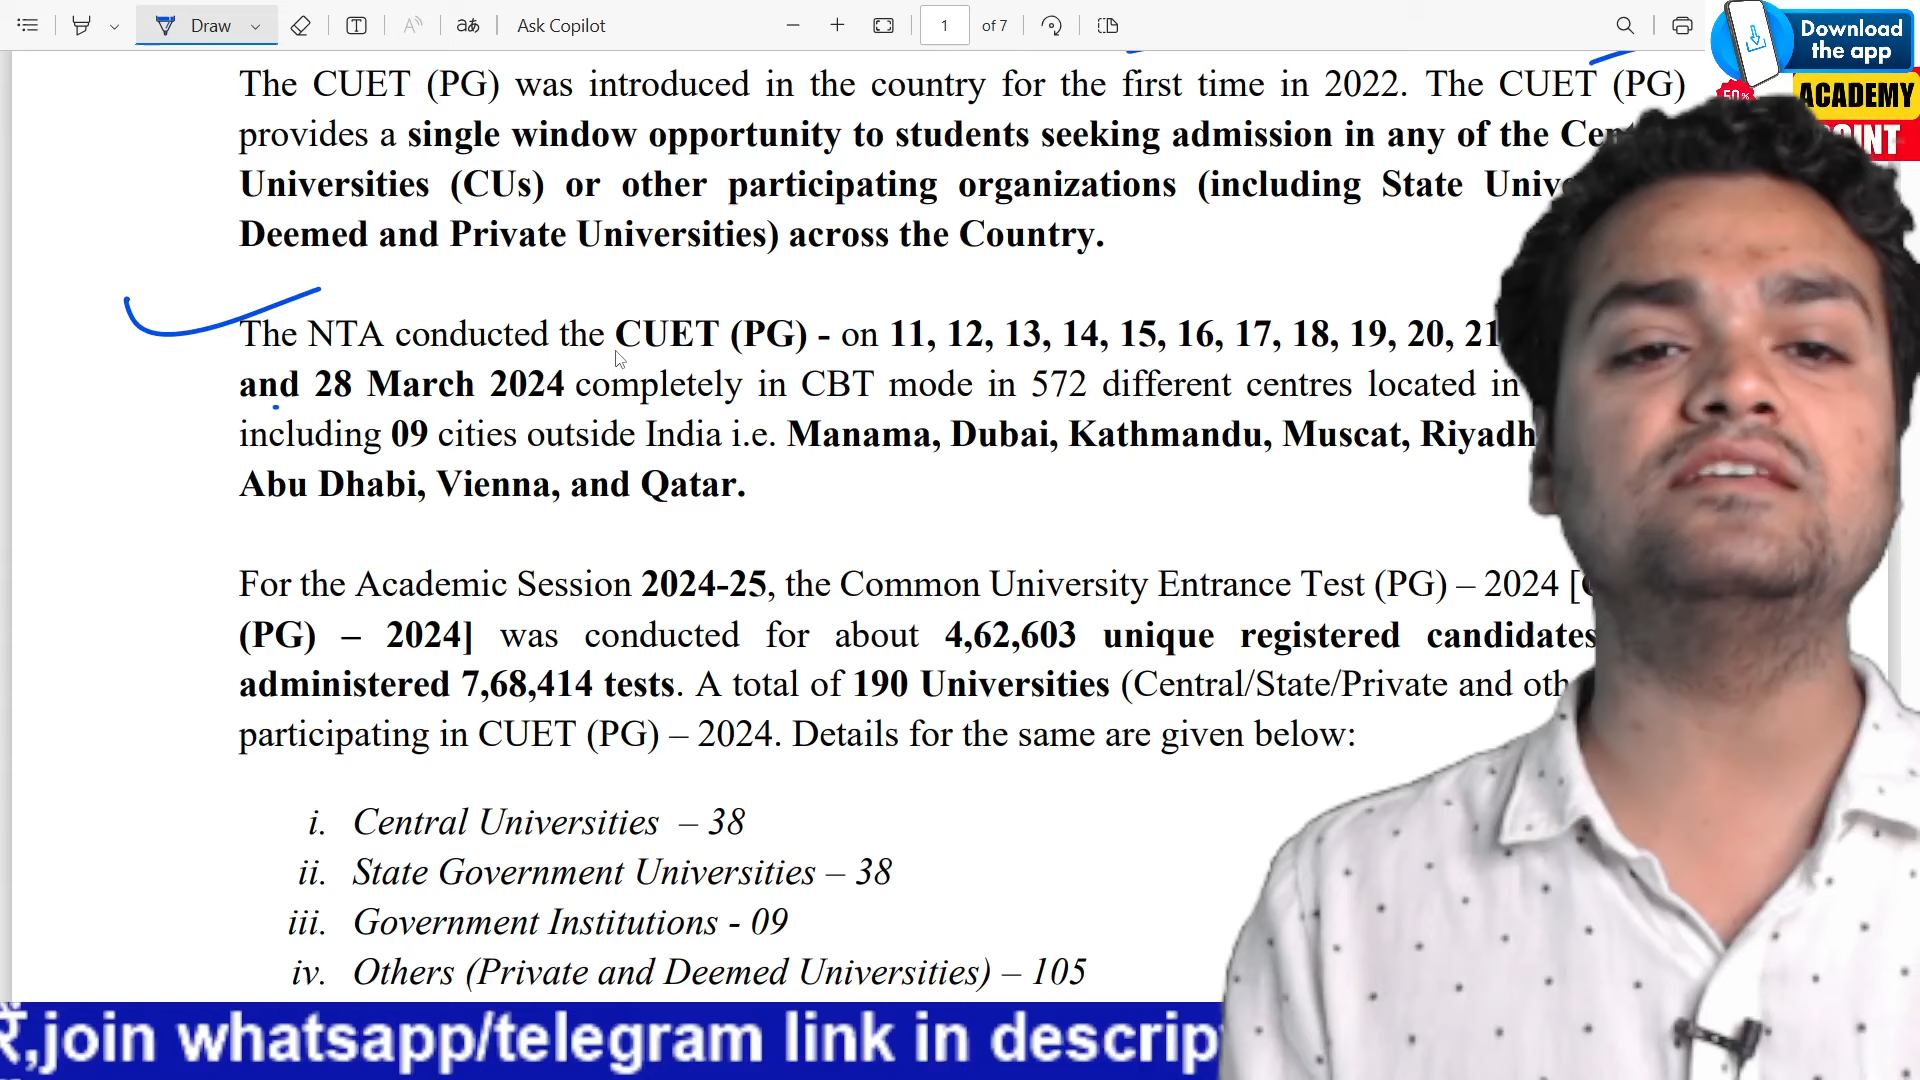 Draw
Ask Copilot
1 of 7
Download
the app
50%
ACADEMY
The CUET (PG) was introduced in the country for the first time in 2022. The CUET (PG)
provides a single window opportunity to students seeking admission in any of the
Universities (CUs) or other participating organizations (including State
Deemed and Private Universities) across the Country.
The NTA conducted the CUET (PG) - on 11, 12, 13, 14, 15, 16, 17, 18, 19, 20, 21
and 28 March 2024 completely in CBT mode in 572 different centres located in
including 09 cities outside India i.e. Manama, Dubai, Kathmandu, Muscat, Riyadh
Abu Dhabi, Vienna, and Qatar.
For the Academic Session 2024-25, the Common University Entrance Test (PG) – 2024 [
(PG) – 2024] was conducted for about 4,62,603 unique registered candidates
administered 7,68,414 tests. A total of 190 Universities (Central/State/Private and
participating in CUET (PG) – 2024. Details for the same are given below:
i. Central Universities – 38
ii. State Government Universities – 38
iii. Government Institutions - 09
iv. Others (Private and Deemed Universities) – 105
,join whatsapp/telegram link in descrip